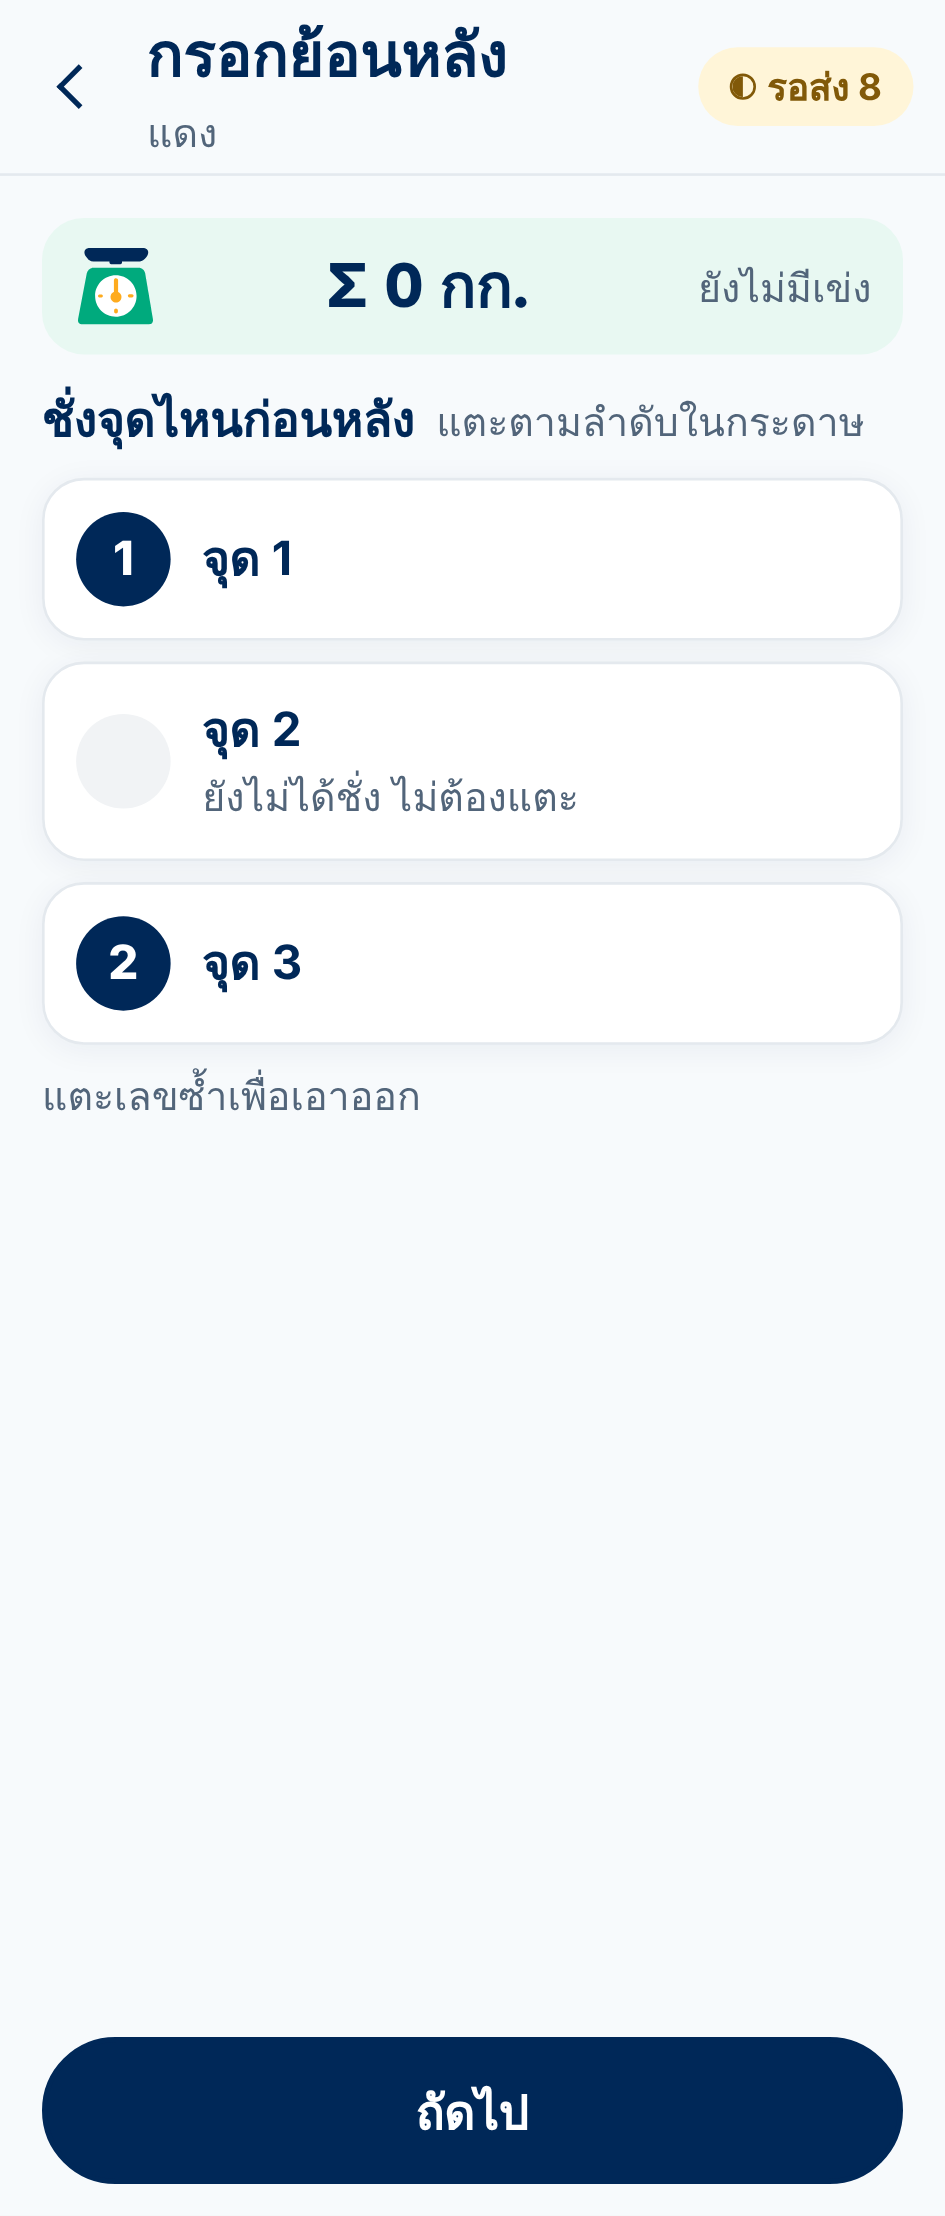 กรอกย้อนหลัง
แดง
รอส่ง 8
Σ 0 กก.
ยังไม่มีเข่ง
ชั่งจุดไหนก่อนหลัง แตะตามลำดับในกระดาษ
1 จุด 1
จุด 2
ยังไม่ได้ชั่ง ไม่ต้องแตะ
2 จุด 3
แตะเลขซ้ำเพื่อเอาออก
ถัดไป